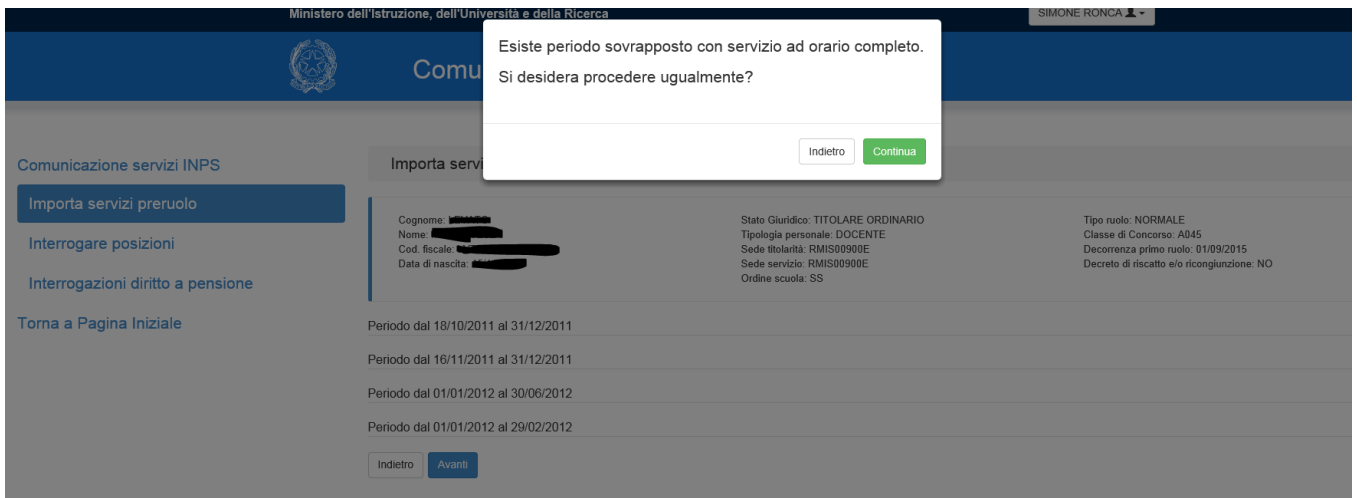 Ministero dell'Istruzione, dell'Università e della Ricerca
SIMONE RONCA
Comu
Esiste periodo sovrapposto con servizio ad orario completo.
Si desidera procedere ugualmente?
Indietro Continua
Comunicazione servizi INPS
Importa servizi preruolo
Interrogare posizioni
Interrogazioni diritto a pensione
Torna a Pagina Iniziale
Importa servi
Cognome:
Nome:
Cod. fiscale:
Data di nascita:
Stato Giuridico: TITOLARE ORDINARIO
Tipologia personale: DOCENTE
Sede titolarità: RMIS00900E
Sede servizio: RMIS00900E
Ordine scuola: SS
Tipo ruolo: NORMALE
Classe di Concorso: A045
Decorrenza primo ruolo: 01/09/2015
Decreto di riscatto e/o ricongiunzione: NO
Periodo dal 18/10/2011 al 31/12/2011
Periodo dal 16/11/2011 al 31/12/2011
Periodo dal 01/01/2012 al 30/06/2012
Periodo dal 01/01/2012 al 29/02/2012
Indietro Avanti